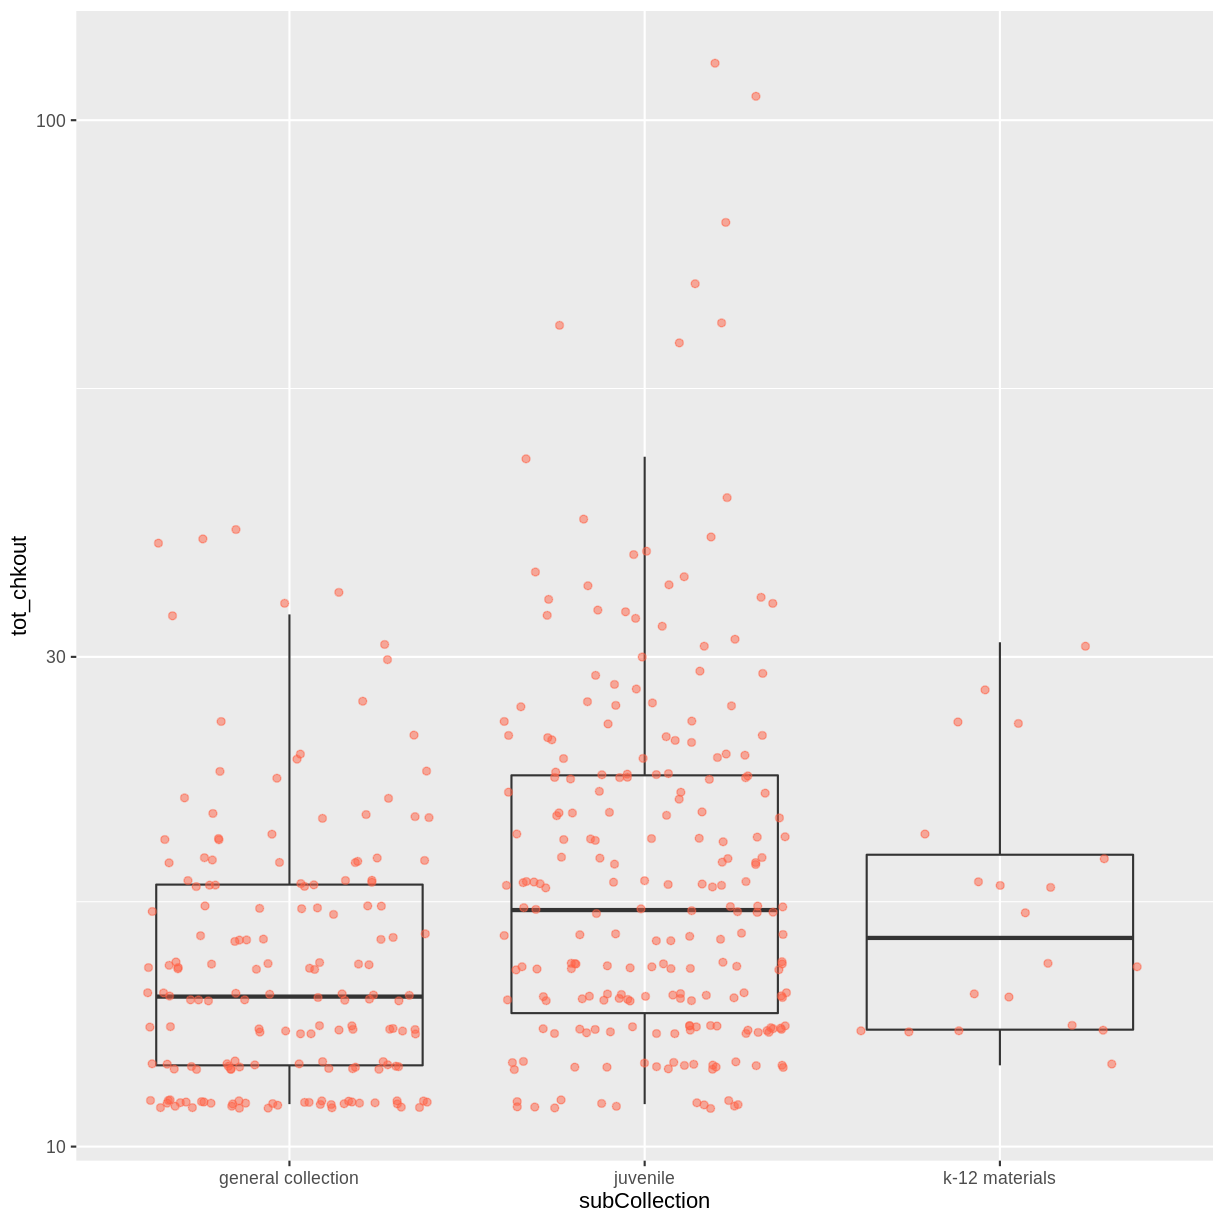 100
30
10
tot_chkout
general collection
juvenile
k-12 materials
subCollection